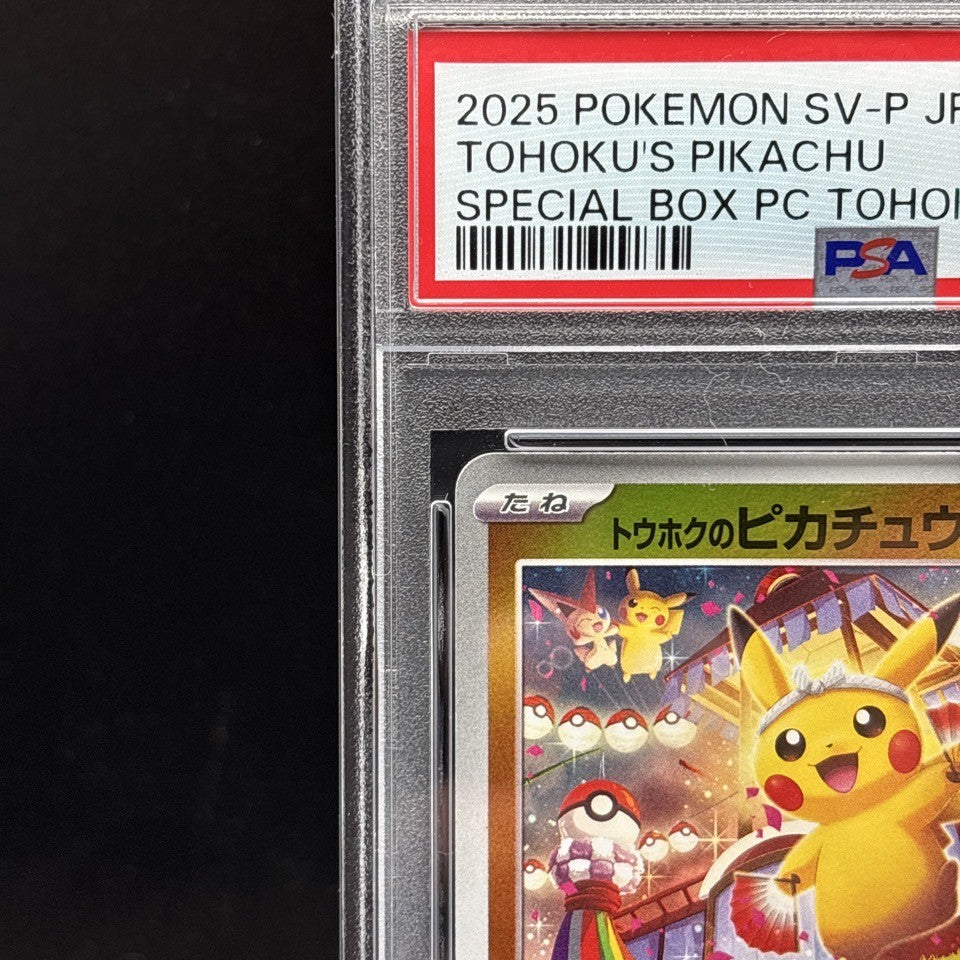 2025 POKEMON SV-P JP
TOHOKU'S PIKACHU
SPECIAL BOX PC TOHO
PSA
たね
トウホクのピカチュウ